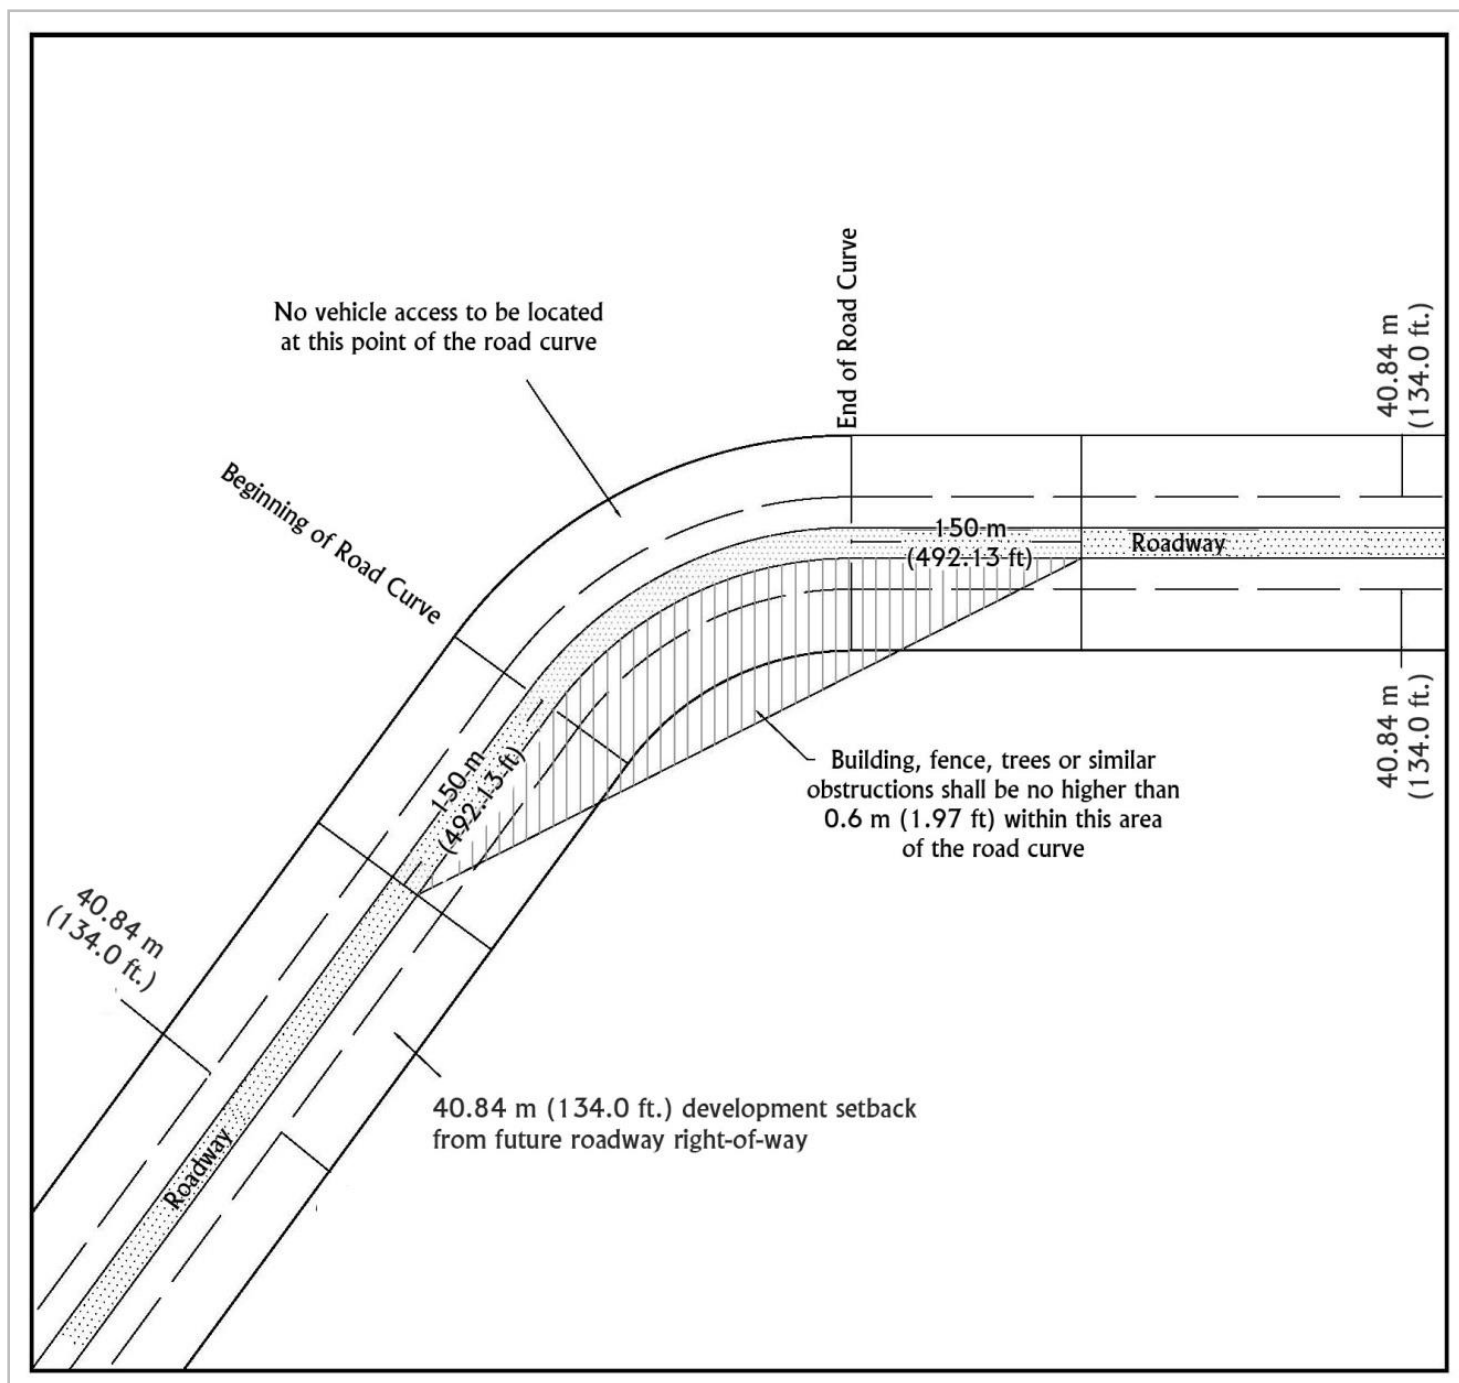 End of Road Curve
No vehicle access to be located
at this point of the road curve
40.84 m
(134.0 ft.)
Beginning of Road Curve
150 m
(492.13 ft)
Roadway
40.84 m
(134.0 ft.)
150 m
(492.13 ft)
Building, fence, trees or similar
obstructions shall be no higher than
0.6 m (1.97 ft) within this area
of the road curve
40.84 m
(134.0 ft.)
40.84 m (134.0 ft.) development setback
from future roadway right-of-way
Roadway